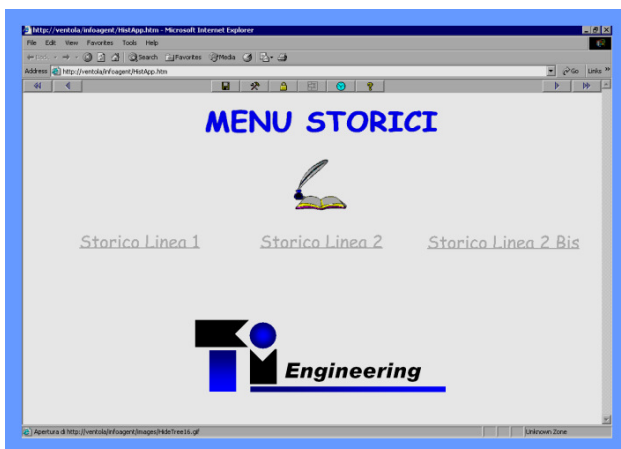 http://ventola/infoagent/HistApp.htm - Microsoft Internet Explorer
File Edit View Favorites Tools Help
Search Favorites Media
Address http://ventola/infoagent/HistApp.htm Go Links »
MENU STORICI
Storico Linea 1 Storico Linea 2 Storico Linea 2 Bis
Engineering
Apertura di http://ventola/infoagent/images/HideTree16.gif Unknown Zone